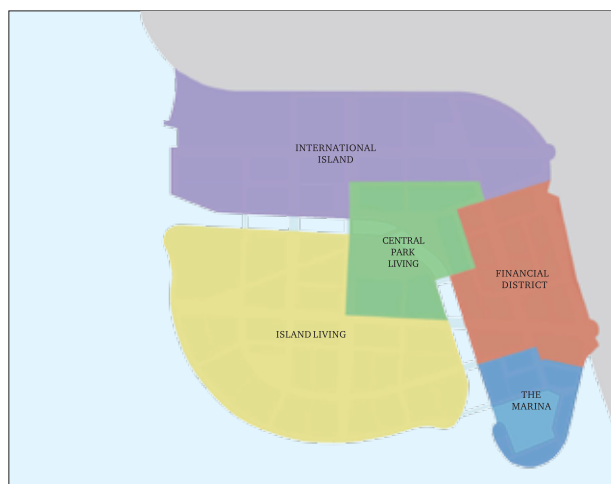 INTERNATIONAL
ISLAND
CENTRAL
PARK
LIVING
FINANCIAL
DISTRICT
ISLAND LIVING
THE
MARINA